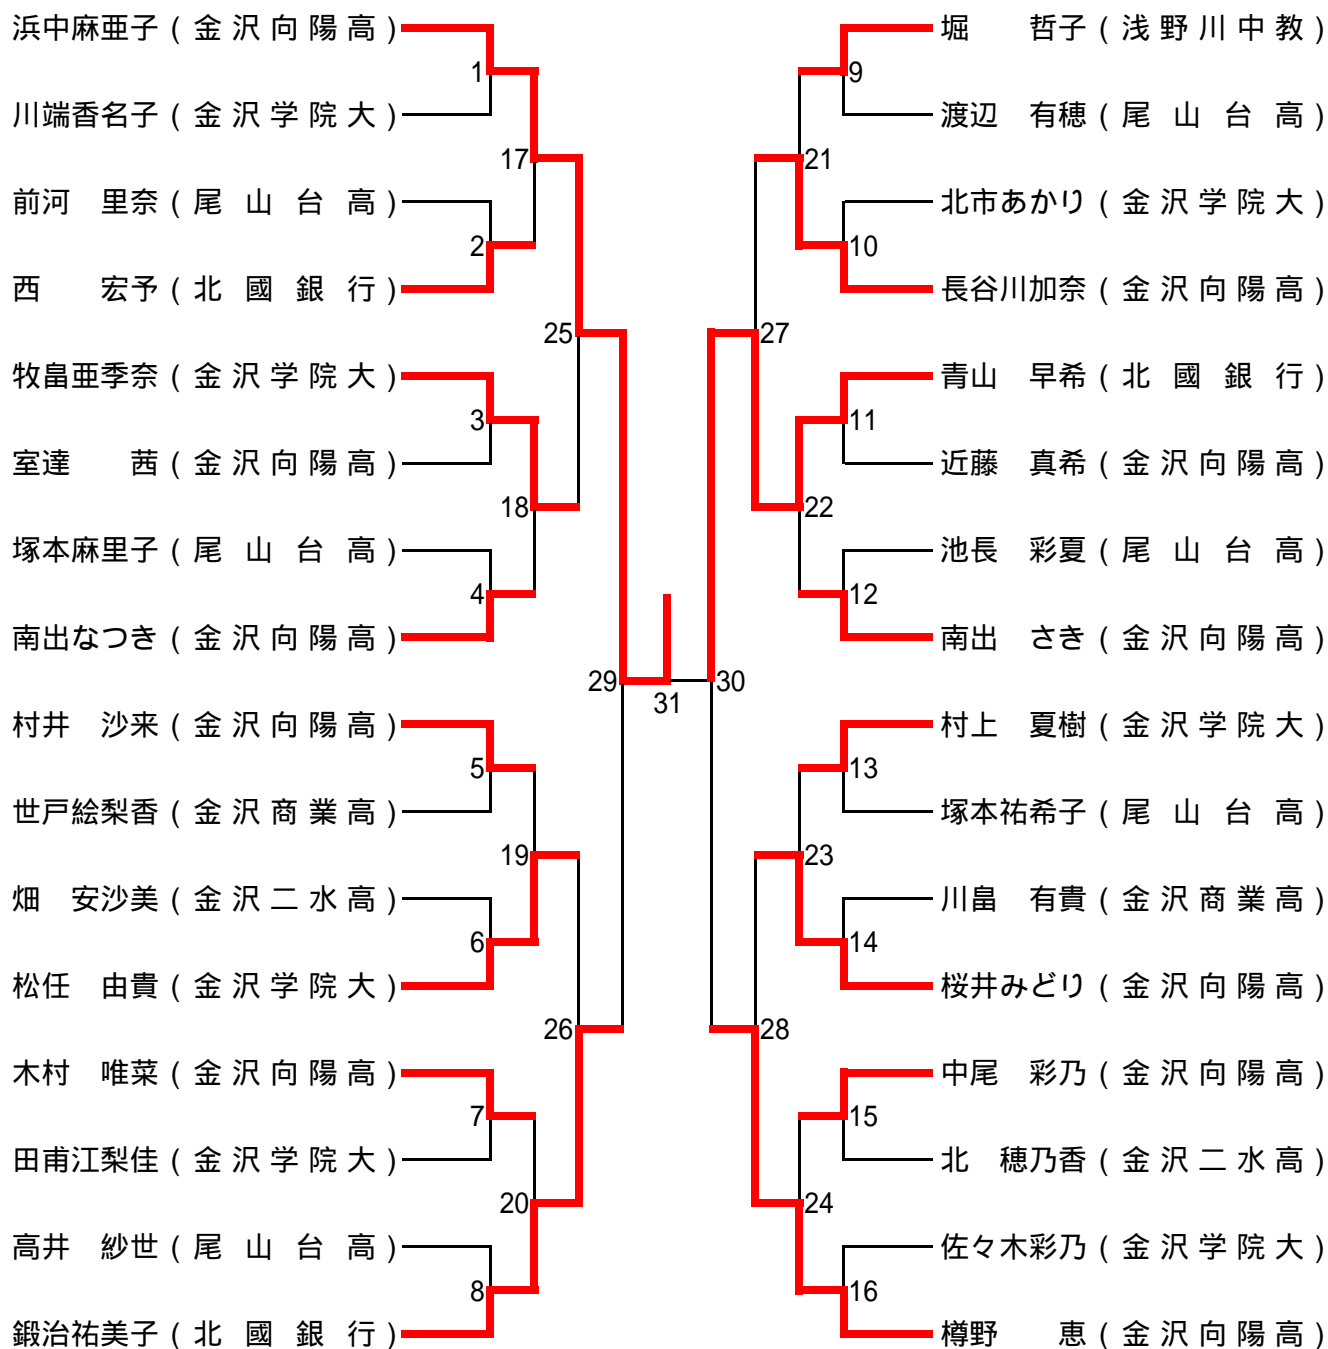 浜中麻亜子 ( 金 沢 向 陽 高 )
1
川端香名子 ( 金 沢 学 院 大 )
17
前河　里奈 ( 尾 山 台 高 )
2
西　　宏予 ( 北 國 銀 行 )
25
牧畠亜季奈 ( 金 沢 学 院 大 )
3
室達　　茜 ( 金 沢 向 陽 高 )
18
塚本麻里子 ( 尾 山 台 高 )
4
南出なつき ( 金 沢 向 陽 高 )
29
村井　沙来 ( 金 沢 向 陽 高 )
5
世戸絵梨香 ( 金 沢 商 業 高 )
19
畑　安沙美 ( 金 沢 二 水 高 )
6
松任　由貴 ( 金 沢 学 院 大 )
26
木村　唯菜 ( 金 沢 向 陽 高 )
7
田甫江梨佳 ( 金 沢 学 院 大 )
20
高井　紗世 ( 尾 山 台 高 )
8
鍛治祐美子 ( 北 國 銀 行 )
31
堀　　哲子 ( 浅 野 川 中 教 )
9
渡辺　有穂 ( 尾 山 台 高 )
21
北市あかり ( 金 沢 学 院 大 )
10
長谷川加奈 ( 金 沢 向 陽 高 )
27
青山　早希 ( 北 國 銀 行 )
11
近藤　真希 ( 金 沢 向 陽 高 )
22
池長　彩夏 ( 尾 山 台 高 )
12
南出　さき ( 金 沢 向 陽 高 )
30
村上　夏樹 ( 金 沢 学 院 大 )
13
塚本祐希子 ( 尾 山 台 高 )
23
川畠　有貴 ( 金 沢 商 業 高 )
14
桜井みどり ( 金 沢 向 陽 高 )
28
中尾　彩乃 ( 金 沢 向 陽 高 )
15
北　穂乃香 ( 金 沢 二 水 高 )
24
佐々木彩乃 ( 金 沢 学 院 大 )
16
樽野　　恵 ( 金 沢 向 陽 高 )